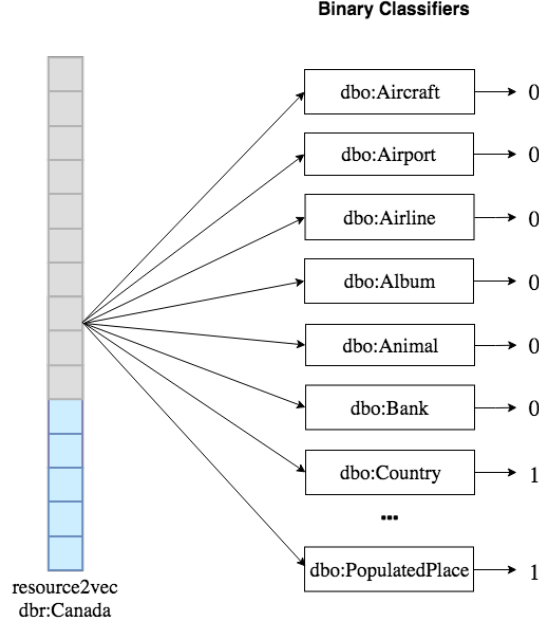 Binary Classifiers
dbo:Aircraft 0
dbo:Airport 0
dbo:Airline 0
dbo:Album 0
dbo:Animal 0
dbo:Bank 0
dbo:Country 1
...
dbo:PopulatedPlace 1
resource2vec
dbr:Canada